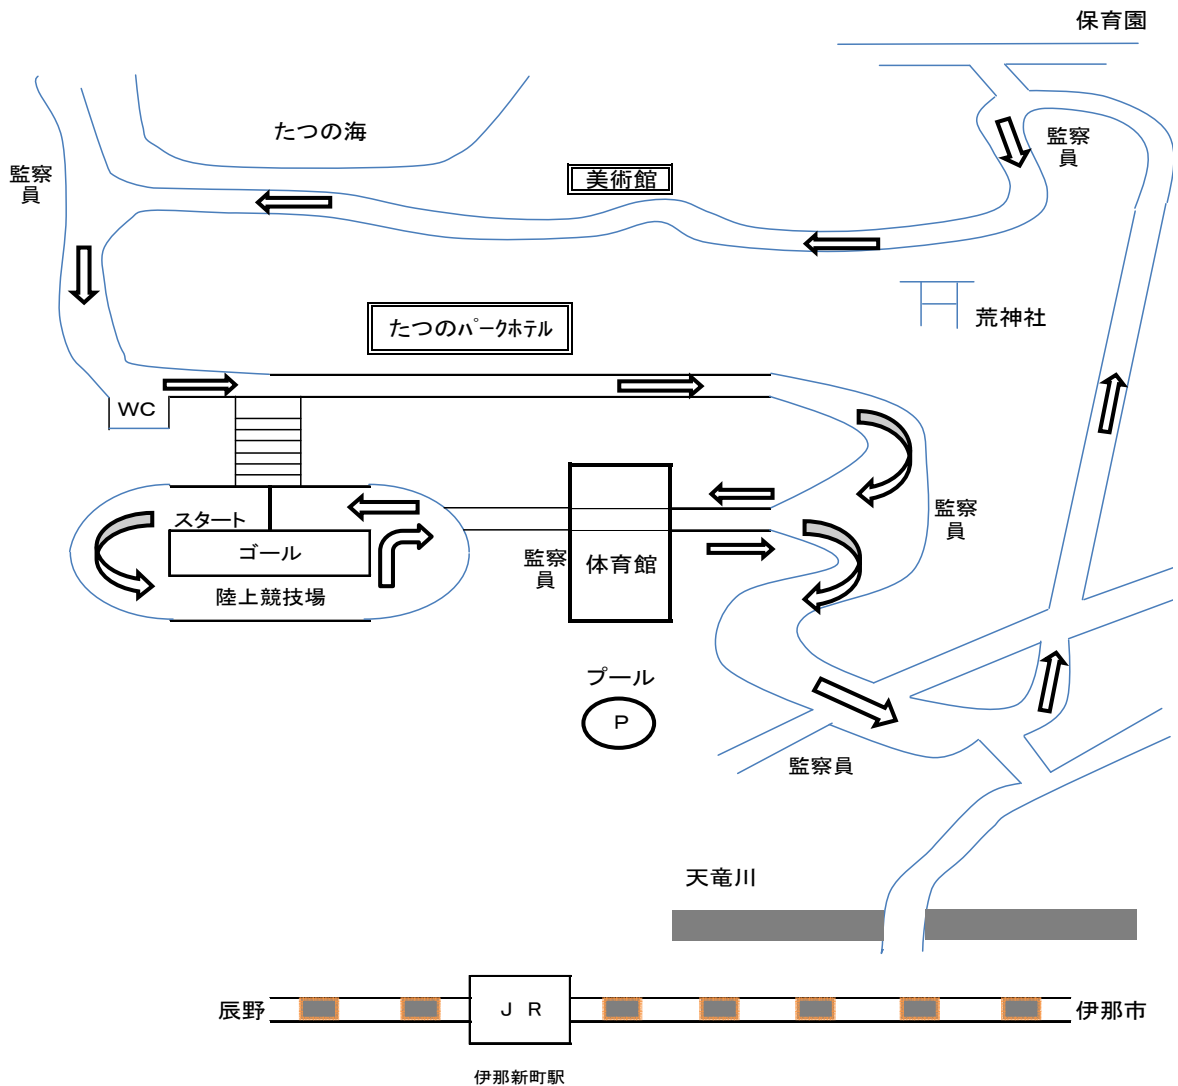 保育園
たつの海
監察
員
監察
員
美術館
荒神社
たつのﾊﾟｰｸホテル
WC
スタート
ゴール
陸上競技場
監察
員
体育館
監察
員
プール
P
監察員
天竜川
辰野
J R
伊那市
伊那新町駅